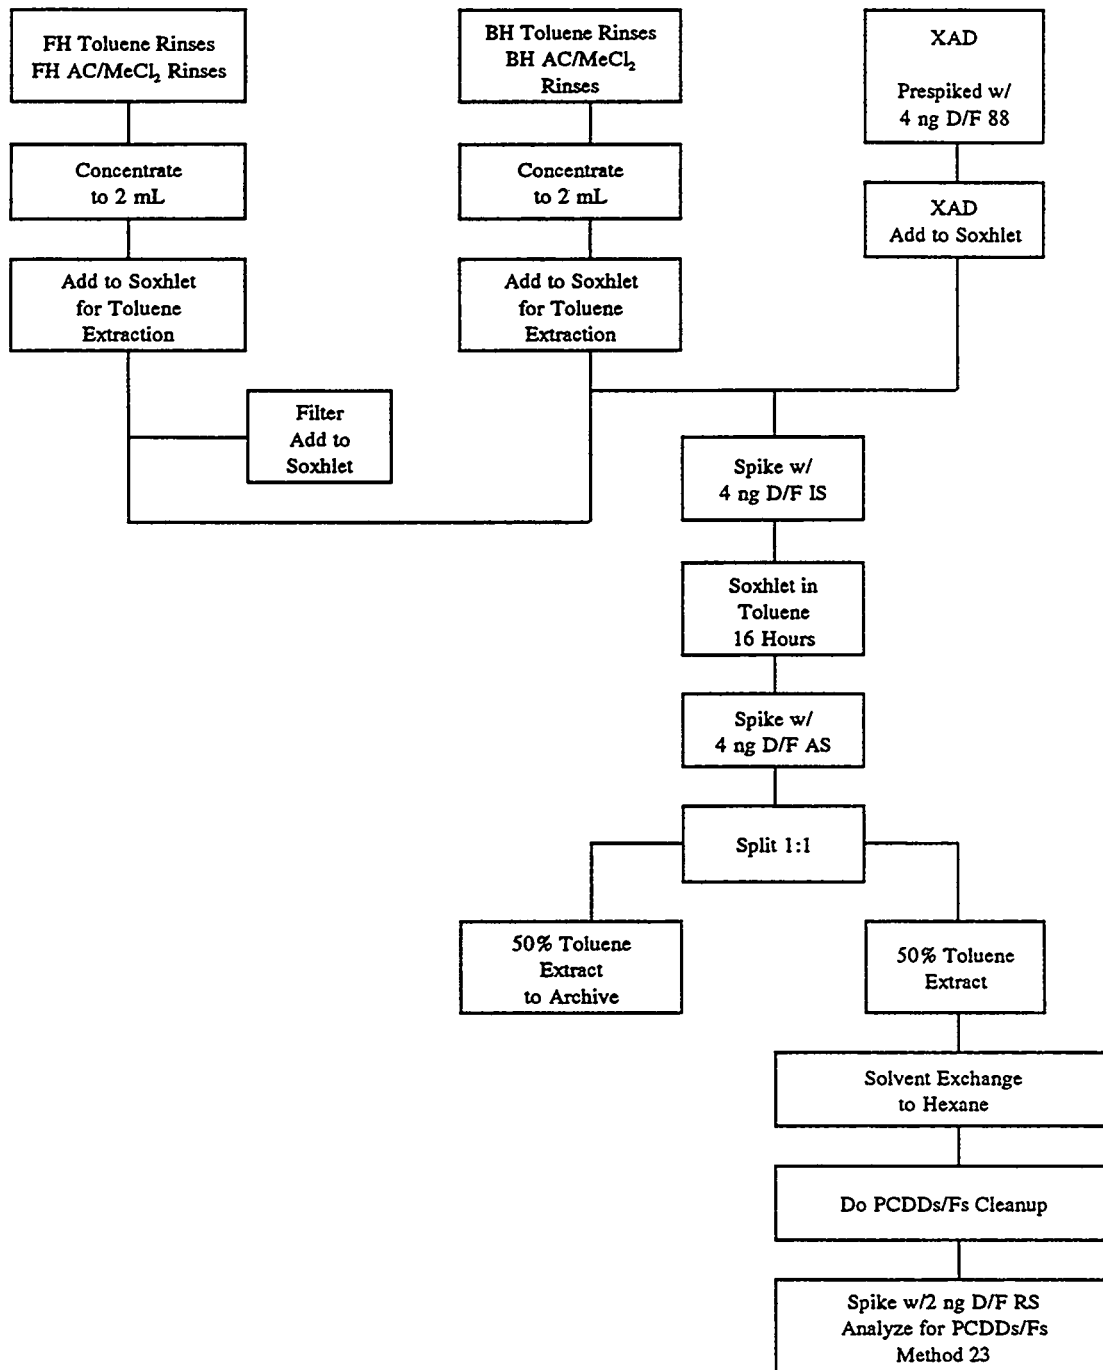 FH Toluene Rinses
FH AC/MeCl₂ Rinses
BH Toluene Rinses
BH AC/MeCl₂
Rinses
XAD
Prespiked w/
4 ng D/F 88
Concentrate
to 2 mL
Concentrate
to 2 mL
XAD
Add to Soxhlet
Add to Soxhlet
for Toluene
Extraction
Add to Soxhlet
for Toluene
Extraction
Filter
Add to
Soxhlet
Spike w/
4 ng D/F IS
Soxhlet in
Toluene
16 Hours
Spike w/
4 ng D/F AS
Split 1:1
50% Toluene
Extract
to Archive
50% Toluene
Extract
Solvent Exchange
to Hexane
Do PCDDs/Fs Cleanup
Spike w/2 ng D/F RS
Analyze for PCDDs/Fs
Method 23